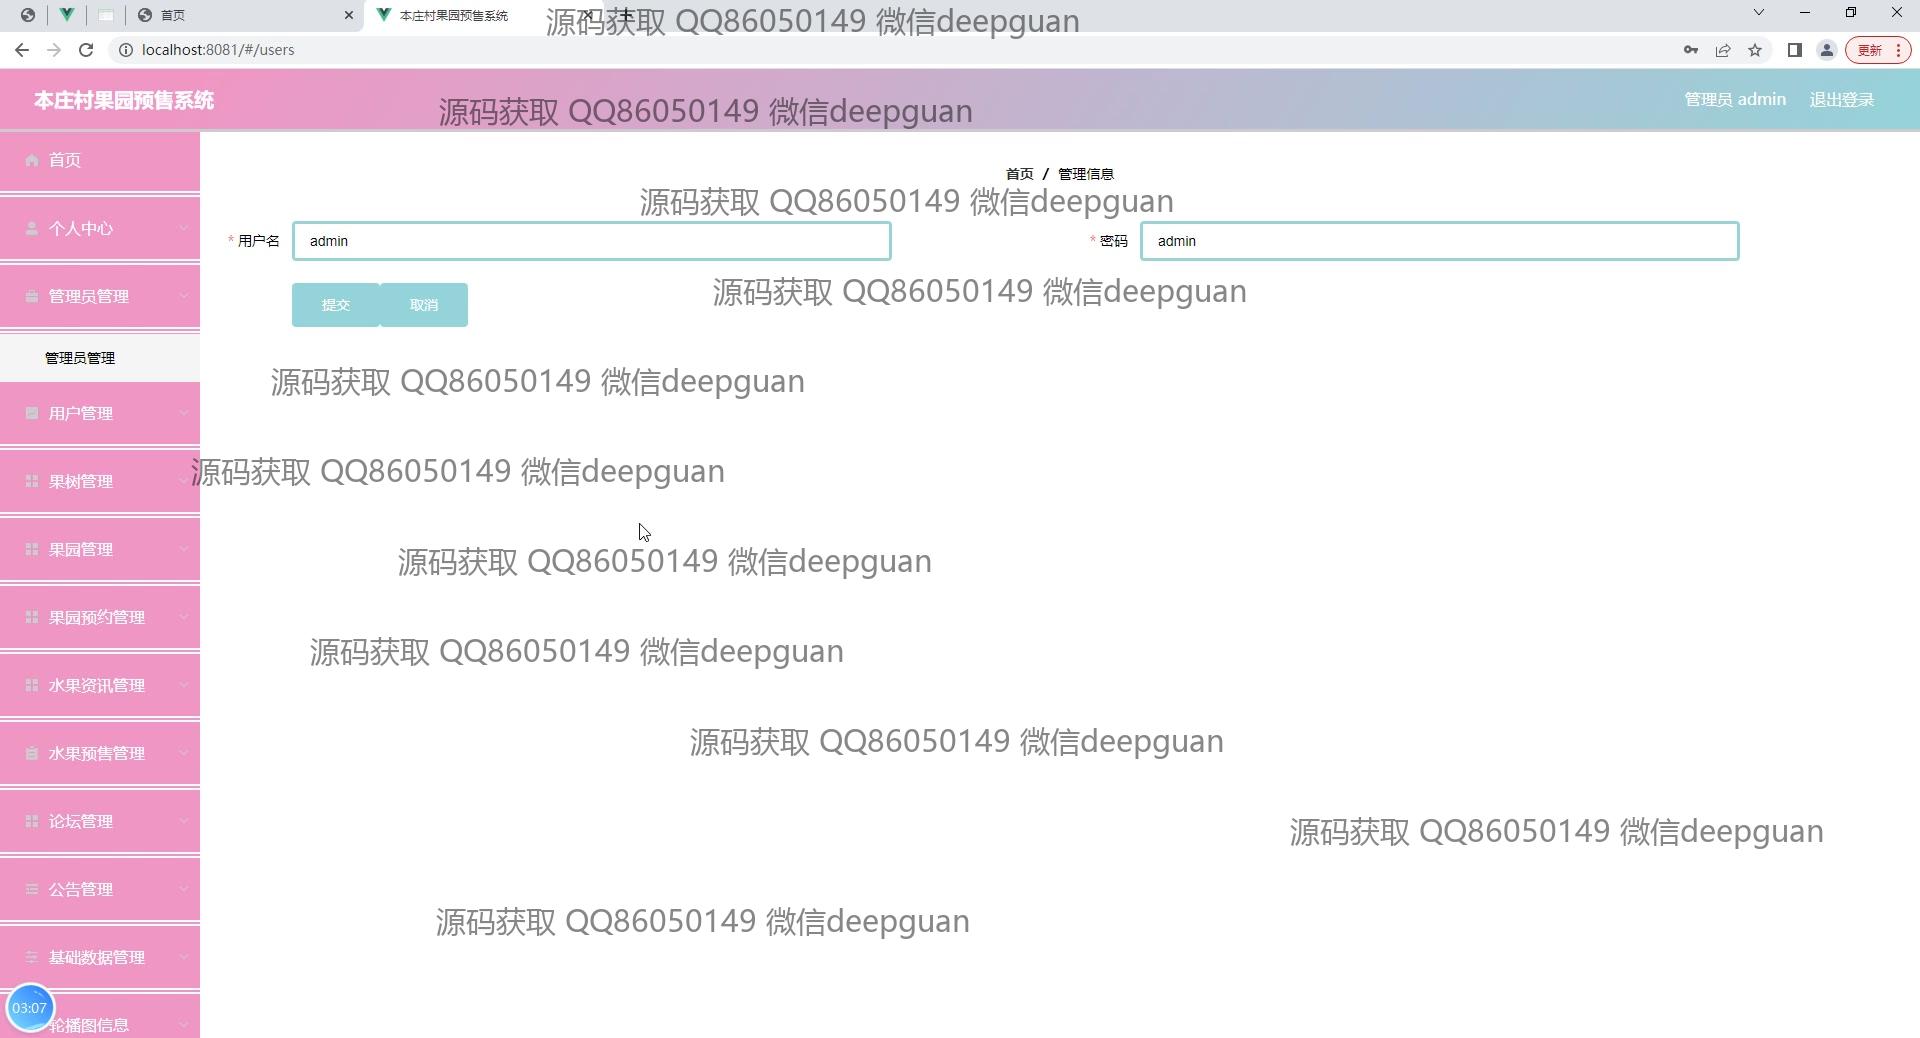 首页
本庄村果园预售系统
源码获取 QQ86050149 微信deepguan
localhost:8081/#/users
更新
本庄村果园预售系统
源码获取 QQ86050149 微信deepguan
管理员 admin
退出登录
首页
首页 / 管理信息
源码获取 QQ86050149 微信deepguan
个人中心
* 用户名
admin
* 密码
admin
管理员管理
提交
取消
源码获取 QQ86050149 微信deepguan
管理员管理
源码获取 QQ86050149 微信deepguan
用户管理
果树管理
源码获取 QQ86050149 微信deepguan
果园管理
源码获取 QQ86050149 微信deepguan
果园预约管理
源码获取 QQ86050149 微信deepguan
水果资讯管理
水果预售管理
源码获取 QQ86050149 微信deepguan
论坛管理
源码获取 QQ86050149 微信deepguan
公告管理
源码获取 QQ86050149 微信deepguan
基础数据管理
03:07
轮播图信息